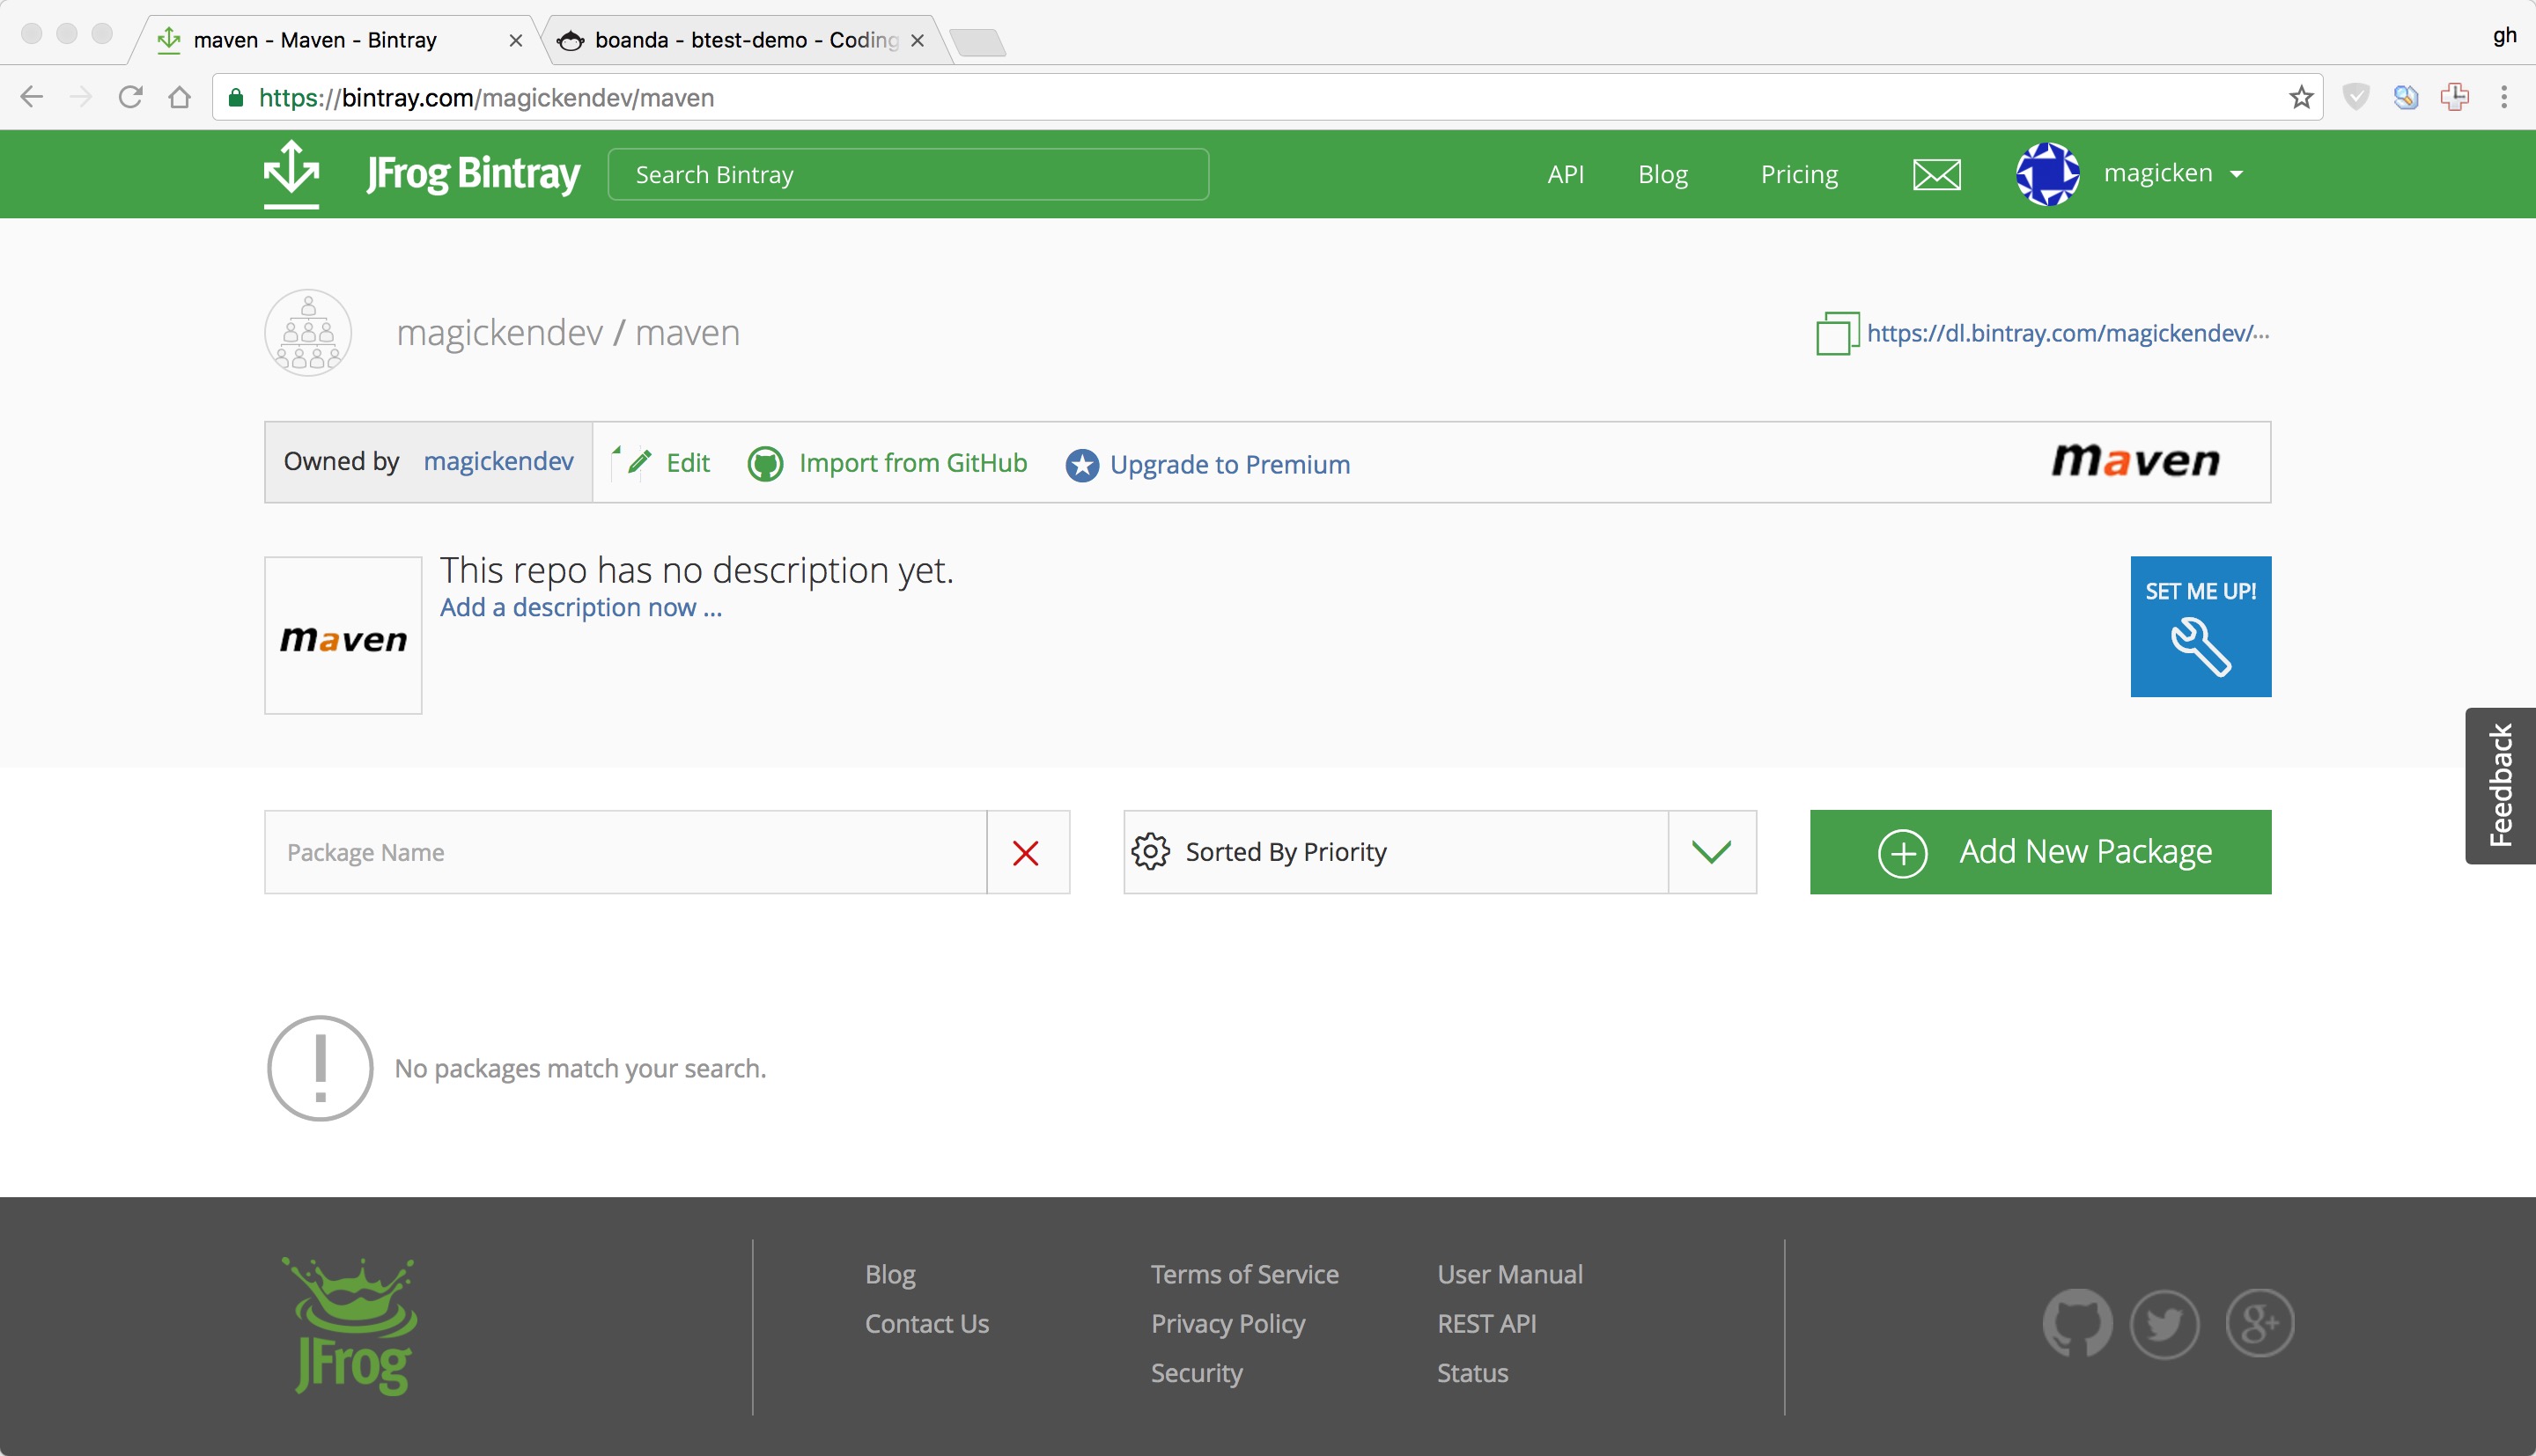 maven - Maven - Bintray
boanda - btest-demo - Coding
gh
https://bintray.com/magickendev/maven
JFrog Bintray
Search Bintray
API
Blog
Pricing
magicken
magickendev / maven
https://dl.bintray.com/magickendev/···
Owned by magickendev
Edit
Import from GitHub
Upgrade to Premium
maven
maven
This repo has no description yet.
Add a description now ...
SET ME UP!
Feedback
Package Name
Sorted By Priority
Add New Package
No packages match your search.
JFrog
Blog
Contact Us
Terms of Service
Privacy Policy
Security
User Manual
REST API
Status
g+